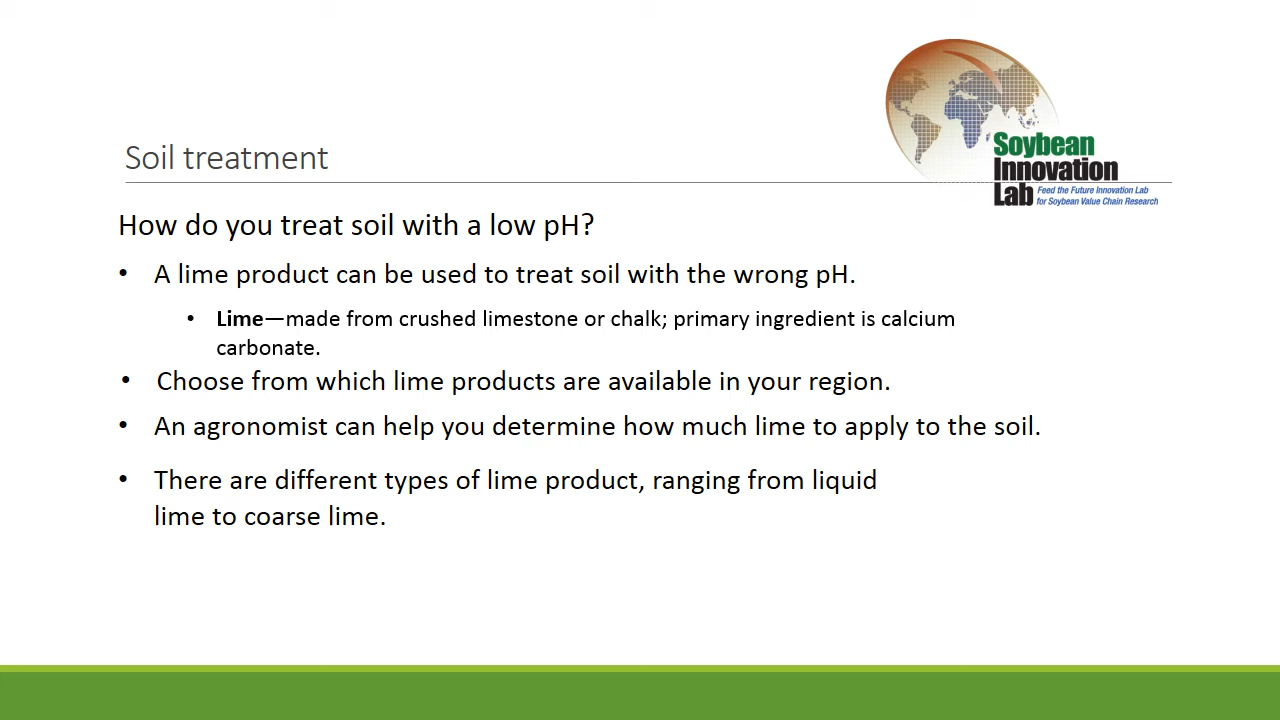 Soil treatment
Soybean
Innovation
Lab
Feed the Future Innovation Lab
for Soybean Value Chain Research
How do you treat soil with a low pH?
• A lime product can be used to treat soil with the wrong pH.
• Lime—made from crushed limestone or chalk; primary ingredient is calcium
carbonate.
• Choose from which lime products are available in your region.
• An agronomist can help you determine how much lime to apply to the soil.
• There are different types of lime product, ranging from liquid
lime to coarse lime.